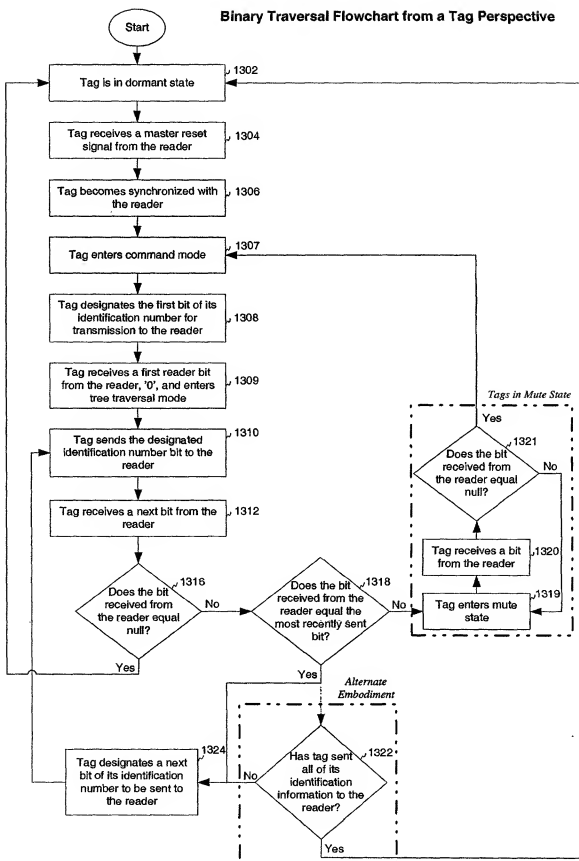 Binary Traversal Flowchart from a Tag Perspective
Start
1302
Tag is in dormant state
1304
Tag receives a master reset
signal from the reader
1306
Tag becomes synchronized with
the reader
1307
Tag enters command mode
1308
Tag designates the first bit of its
identification number for
transmission to the reader
1309
Tag receives a first reader bit
from the reader, '0', and enters
tree traversal mode
1310
Tag sends the designated
identification number bit to the
reader
1312
Tag receives a next bit from the
reader
1316
Does the bit
received from
the reader equal
null?
No
Yes
1318
Does the bit
received from the
reader equal the
most recently sent
bit?
No
Yes
Tags in Mute State
Yes
1321
Does the bit
received from
the reader equal
null?
No
1320
Tag receives a bit
from the reader
1319
Tag enters mute
state
Alternate
Embodiment
1322
Has tag sent
all of its
identification
information to the
reader?
No
Yes
1324
Tag designates a next
bit of its identification
number to be sent to
the reader